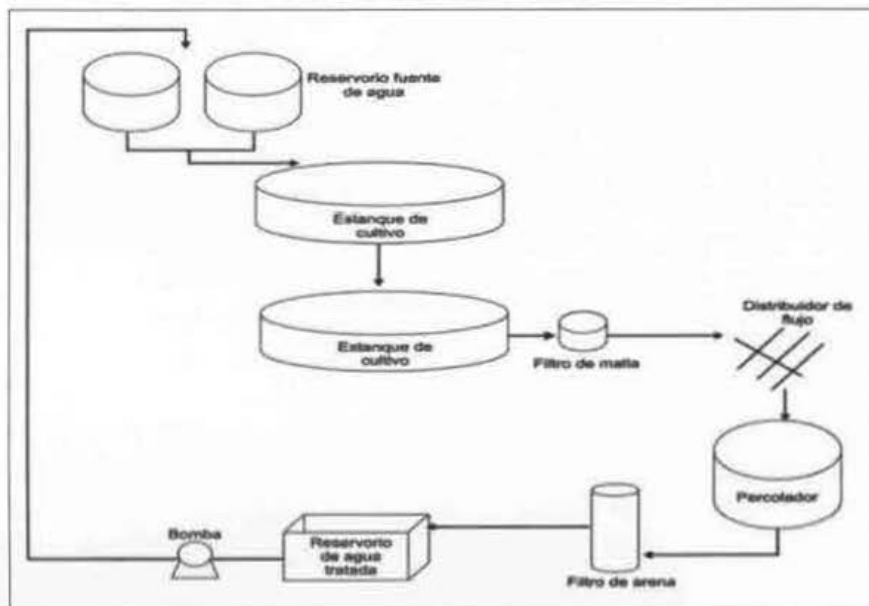 Reservorio fuente
de agua
Estanque de
cultivo
Estanque de
cultivo
Filtro de malla
Distribuidor de
flujo
Percolador
Filtro de arena
Reservorio
de agua
tratada
Bomba